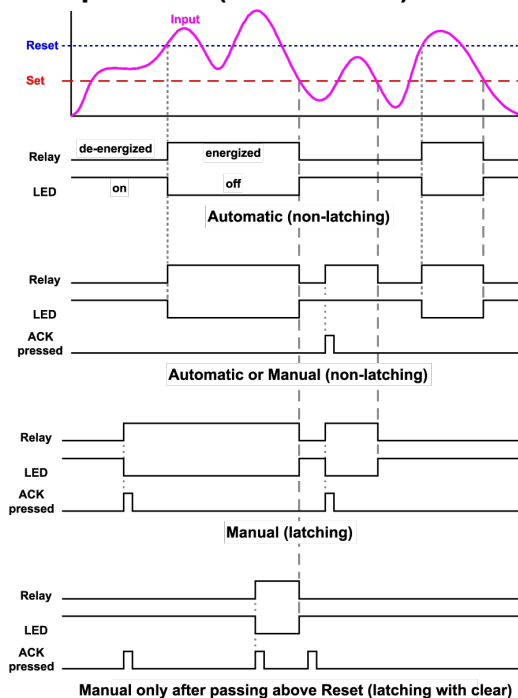 Input
Reset
Set
de-energized
energized
Relay
LED
on
off
Automatic (non-latching)
Relay
LED
ACK
pressed
Automatic or Manual (non-latching)
Relay
LED
ACK
pressed
Manual (latching)
Relay
LED
ACK
pressed
Manual only after passing above Reset (latching with clear)